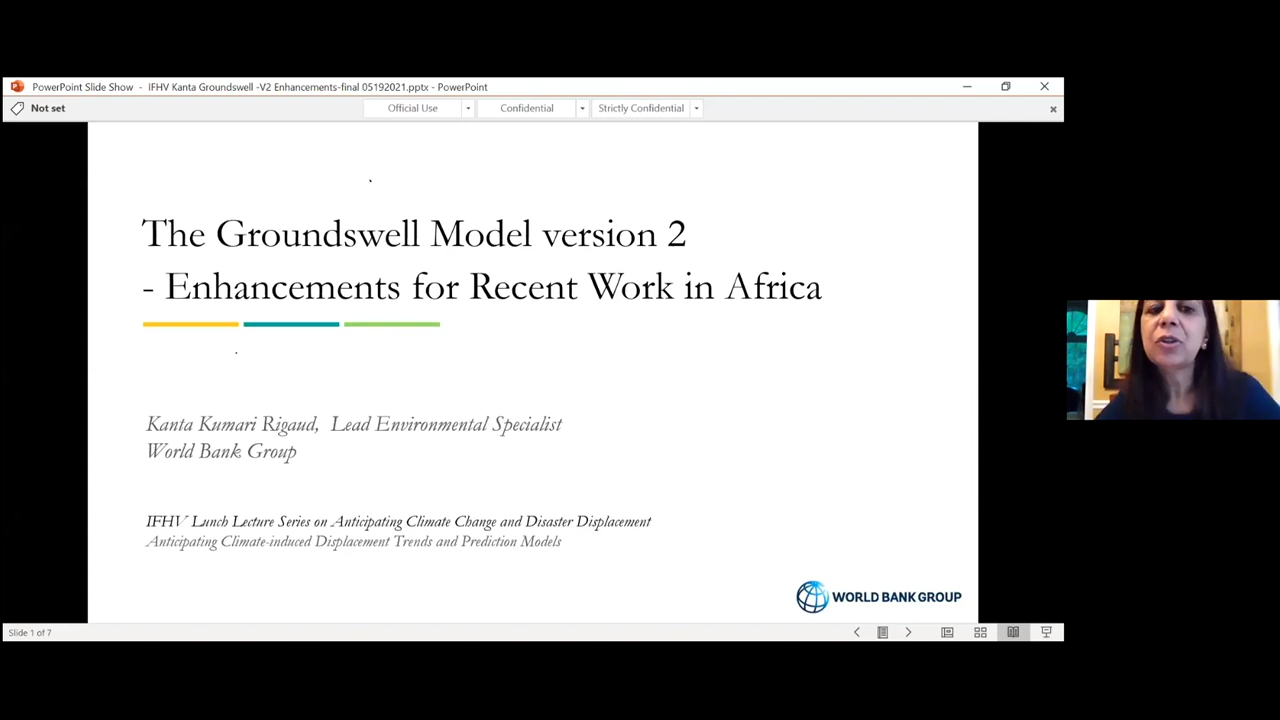 PowerPoint Slide Show - IFHV Kanta Groundswell -V2 Enhancements-final 05192021.pptx - PowerPoint
Not set
Official Use
Confidential
Strictly Confidential
The Groundswell Model version 2
- Enhancements for Recent Work in Africa
Kanta Kumari Rigaud, Lead Environmental Specialist
World Bank Group
IFHV Lunch Lecture Series on Anticipating Climate Change and Disaster Displacement
Anticipating Climate-induced Displacement Trends and Prediction Models
WORLD BANK GROUP
Slide 1 of 7